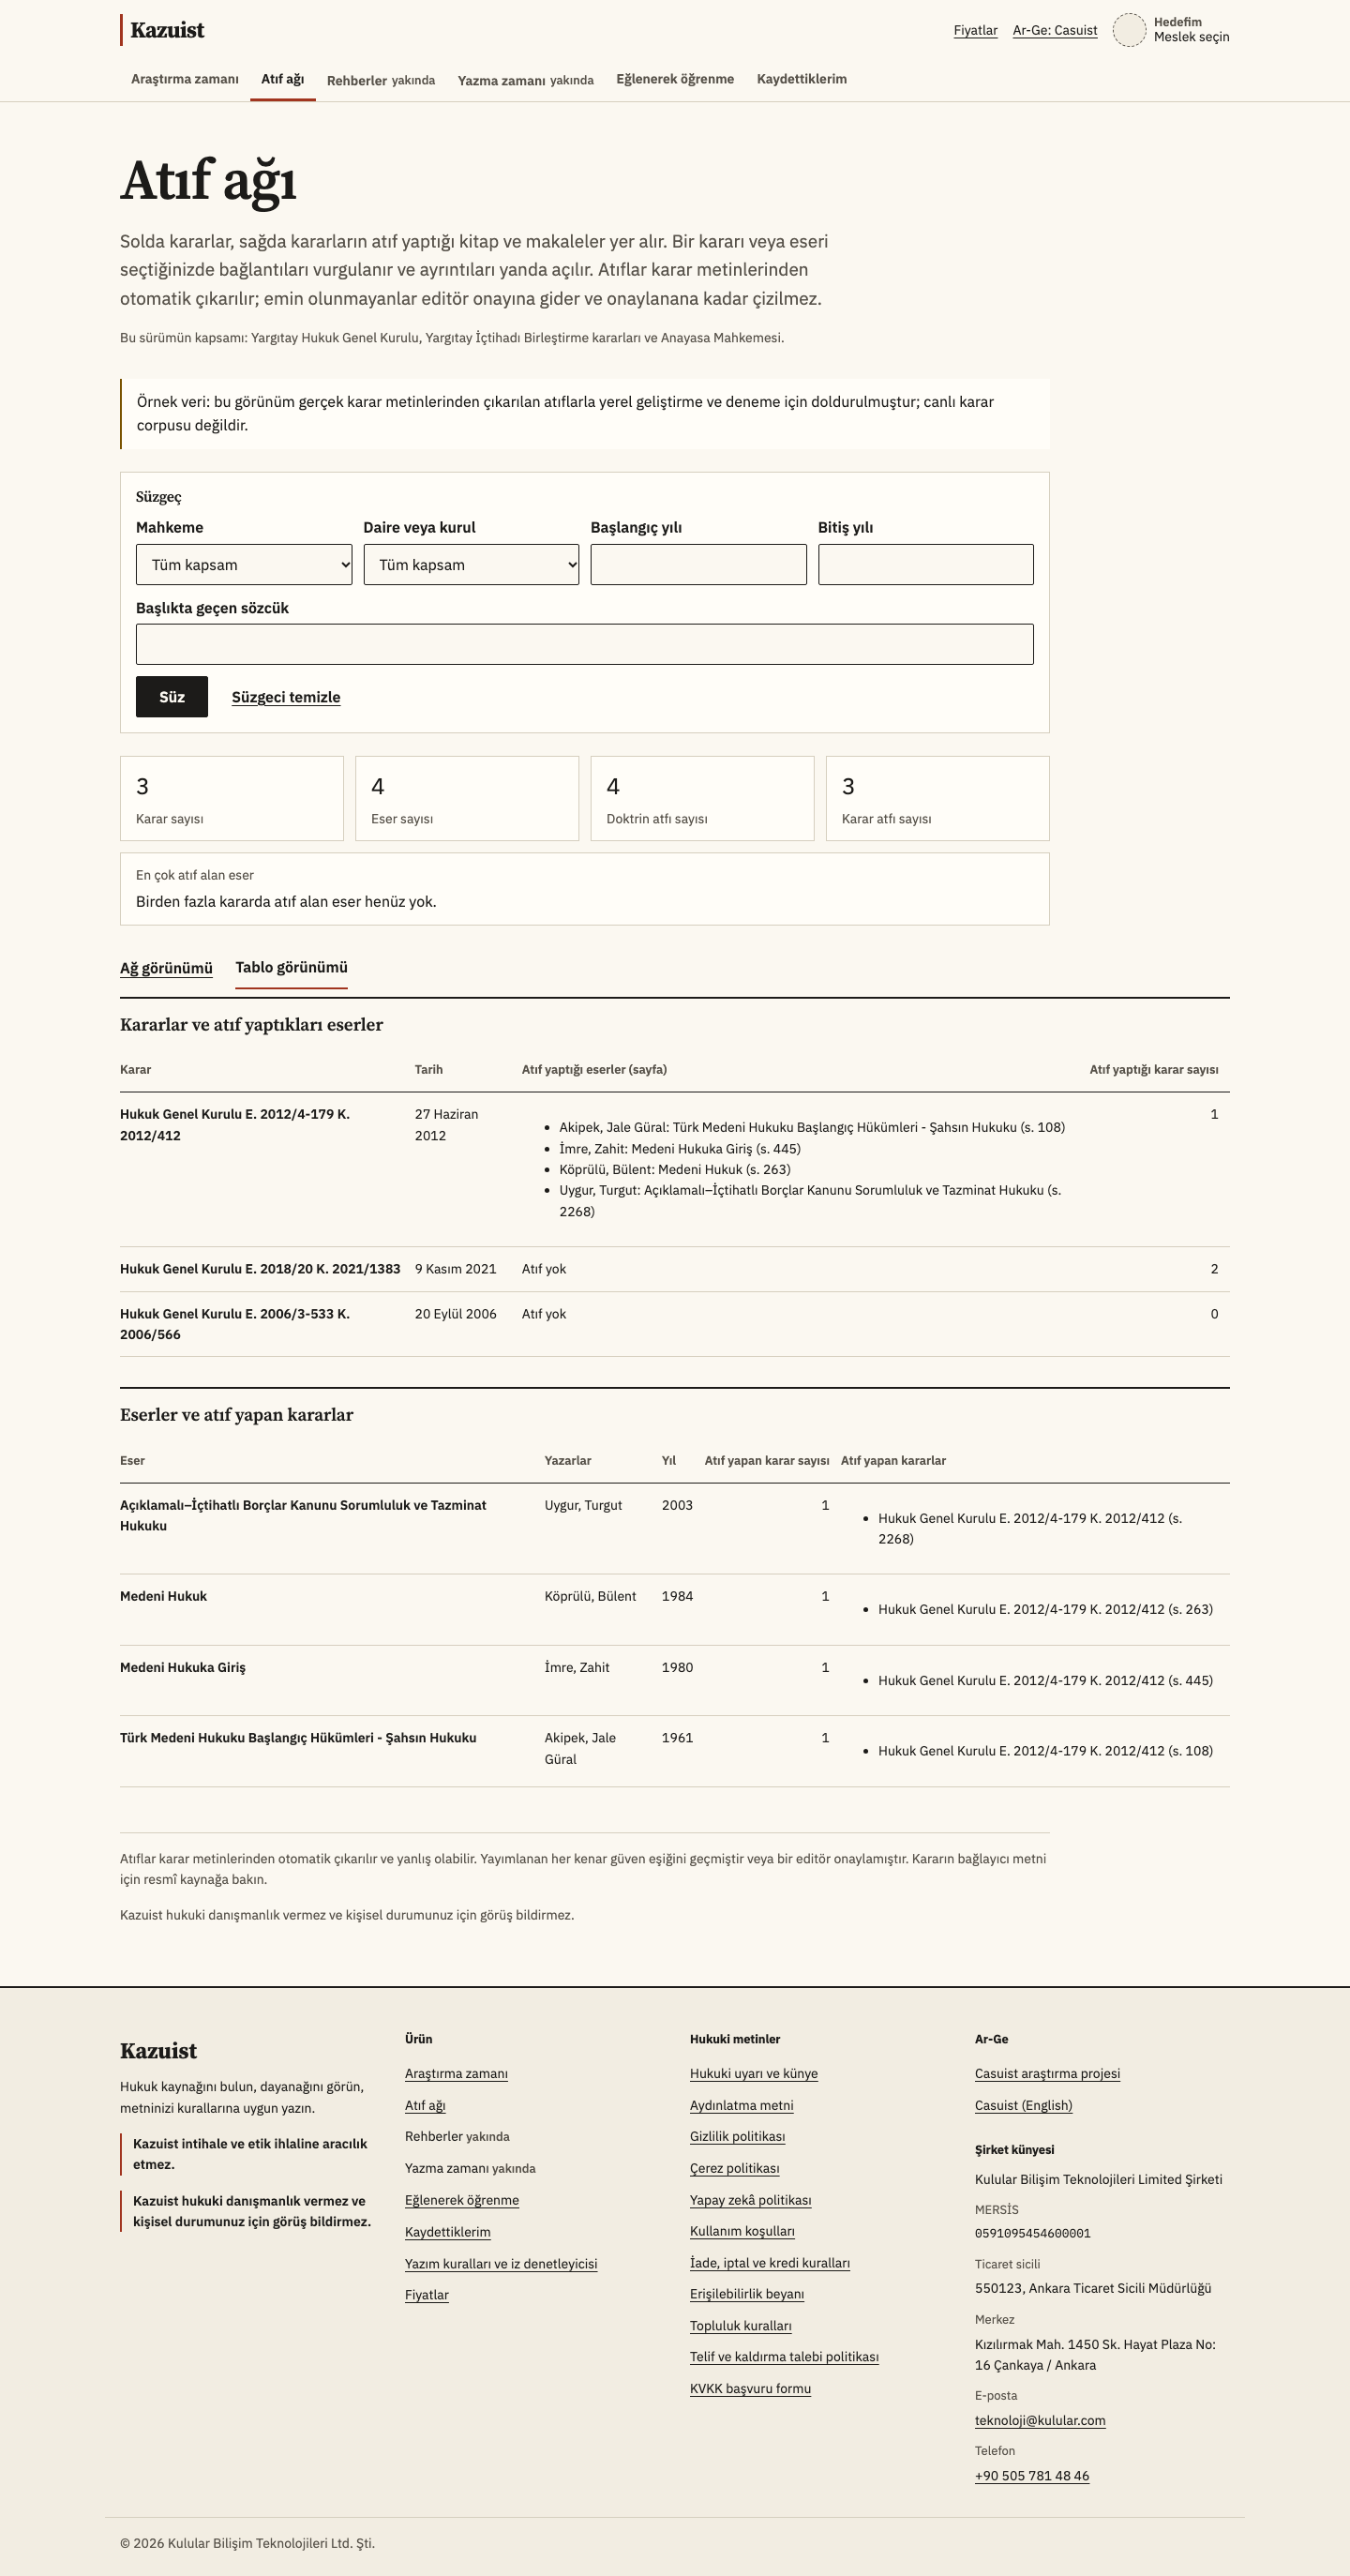 Kazuist
Fiyatlar
Ar-Ge: Casuist
Hedefim
Meslek seçin
Araştırma zamanı
Atıf ağı
Rehberler yakında
Yazma zamanı yakında
Eğlenerek öğrenme
Kaydettiklerim
Atıf ağı
Solda kararlar, sağda kararların atıf yaptığı kitap ve makaleler yer alır. Bir kararı veya eseri
seçtiğinizde bağlantıları vurgulanır ve ayrıntıları yanda açılır. Atıflar karar metinlerinden
otomatik çıkarılır; emin olunmayanlar editör onayına gider ve onaylanana kadar çizilmez.
Bu sürümün kapsamı: Yargıtay Hukuk Genel Kurulu, Yargıtay İçtihadı Birleştirme kararları ve Anayasa Mahkemesi.
Örnek veri: bu görünüm gerçek karar metinlerinden çıkarılan atıflarla yerel geliştirme ve deneme için doldurulmuştur; canlı karar
corpusu değildir.
Süzgeç
Mahkeme
Daire veya kurul
Başlangıç yılı
Bitiş yılı
Tüm kapsam
Tüm kapsam
Başlıkta geçen sözcük
Süz
Süzgeci temizle
3
Karar sayısı
4
Eser sayısı
4
Doktrin atfı sayısı
3
Karar atfı sayısı
En çok atıf alan eser
Birden fazla kararda atıf alan eser henüz yok.
Ağ görünümü
Tablo görünümü
Kararlar ve atıf yaptıkları eserler
Karar
Tarih
Atıf yaptığı eserler (sayfa)
Atıf yaptığı karar sayısı
Hukuk Genel Kurulu E. 2012/4-179 K.
2012/412
27 Haziran
2012
Akipek, Jale Güral: Türk Medeni Hukuku Başlangıç Hükümleri - Şahsın Hukuku (s. 108)
İmre, Zahit: Medeni Hukuka Giriş (s. 445)
Köprülü, Bülent: Medeni Hukuk (s. 263)
Uygur, Turgut: Açıklamalı–İçtihatlı Borçlar Kanunu Sorumluluk ve Tazminat Hukuku (s.
2268)
1
Hukuk Genel Kurulu E. 2018/20 K. 2021/1383
9 Kasım 2021
Atıf yok
2
Hukuk Genel Kurulu E. 2006/3-533 K.
2006/566
20 Eylül 2006
Atıf yok
0
Eserler ve atıf yapan kararlar
Eser
Yazarlar
Yıl
Atıf yapan karar sayısı
Atıf yapan kararlar
Açıklamalı–İçtihatlı Borçlar Kanunu Sorumluluk ve Tazminat
Hukuku
Uygur, Turgut
2003
1
Hukuk Genel Kurulu E. 2012/4-179 K. 2012/412 (s.
2268)
Medeni Hukuk
Köprülü, Bülent
1984
1
Hukuk Genel Kurulu E. 2012/4-179 K. 2012/412 (s. 263)
Medeni Hukuka Giriş
İmre, Zahit
1980
1
Hukuk Genel Kurulu E. 2012/4-179 K. 2012/412 (s. 445)
Türk Medeni Hukuku Başlangıç Hükümleri - Şahsın Hukuku
Akipek, Jale
Güral
1961
1
Hukuk Genel Kurulu E. 2012/4-179 K. 2012/412 (s. 108)
Atıflar karar metinlerinden otomatik çıkarılır ve yanlış olabilir. Yayımlanan her kenar güven eşiğini geçmiştir veya bir editör onaylamıştır. Kararın bağlayıcı metni
için resmî kaynağa bakın.
Kazuist hukuki danışmanlık vermez ve kişisel durumunuz için görüş bildirmez.
Kazuist
Hukuk kaynağını bulun, dayanağını görün,
metninizi kurallarına uygun yazın.
Kazuist intihale ve etik ihlaline aracılık
etmez.
Kazuist hukuki danışmanlık vermez ve
kişisel durumunuz için görüş bildirmez.
Ürün
Araştırma zamanı
Atıf ağı
Rehberler yakında
Yazma zamanı yakında
Eğlenerek öğrenme
Kaydettiklerim
Yazım kuralları ve iz denetleyicisi
Fiyatlar
Hukuki metinler
Hukuki uyarı ve künye
Aydınlatma metni
Gizlilik politikası
Çerez politikası
Yapay zekâ politikası
Kullanım koşulları
İade, iptal ve kredi kuralları
Erişilebilirlik beyanı
Topluluk kuralları
Telif ve kaldırma talebi politikası
KVKK başvuru formu
Ar-Ge
Casuist araştırma projesi
Casuist (English)
Şirket künyesi
Kulular Bilişim Teknolojileri Limited Şirketi
MERSİS
0591095454600001
Ticaret sicili
550123, Ankara Ticaret Sicili Müdürlüğü
Merkez
Kızılırmak Mah. 1450 Sk. Hayat Plaza No:
16 Çankaya / Ankara
E-posta
teknoloji@kulular.com
Telefon
+90 505 781 48 46
© 2026 Kulular Bilişim Teknolojileri Ltd. Şti.